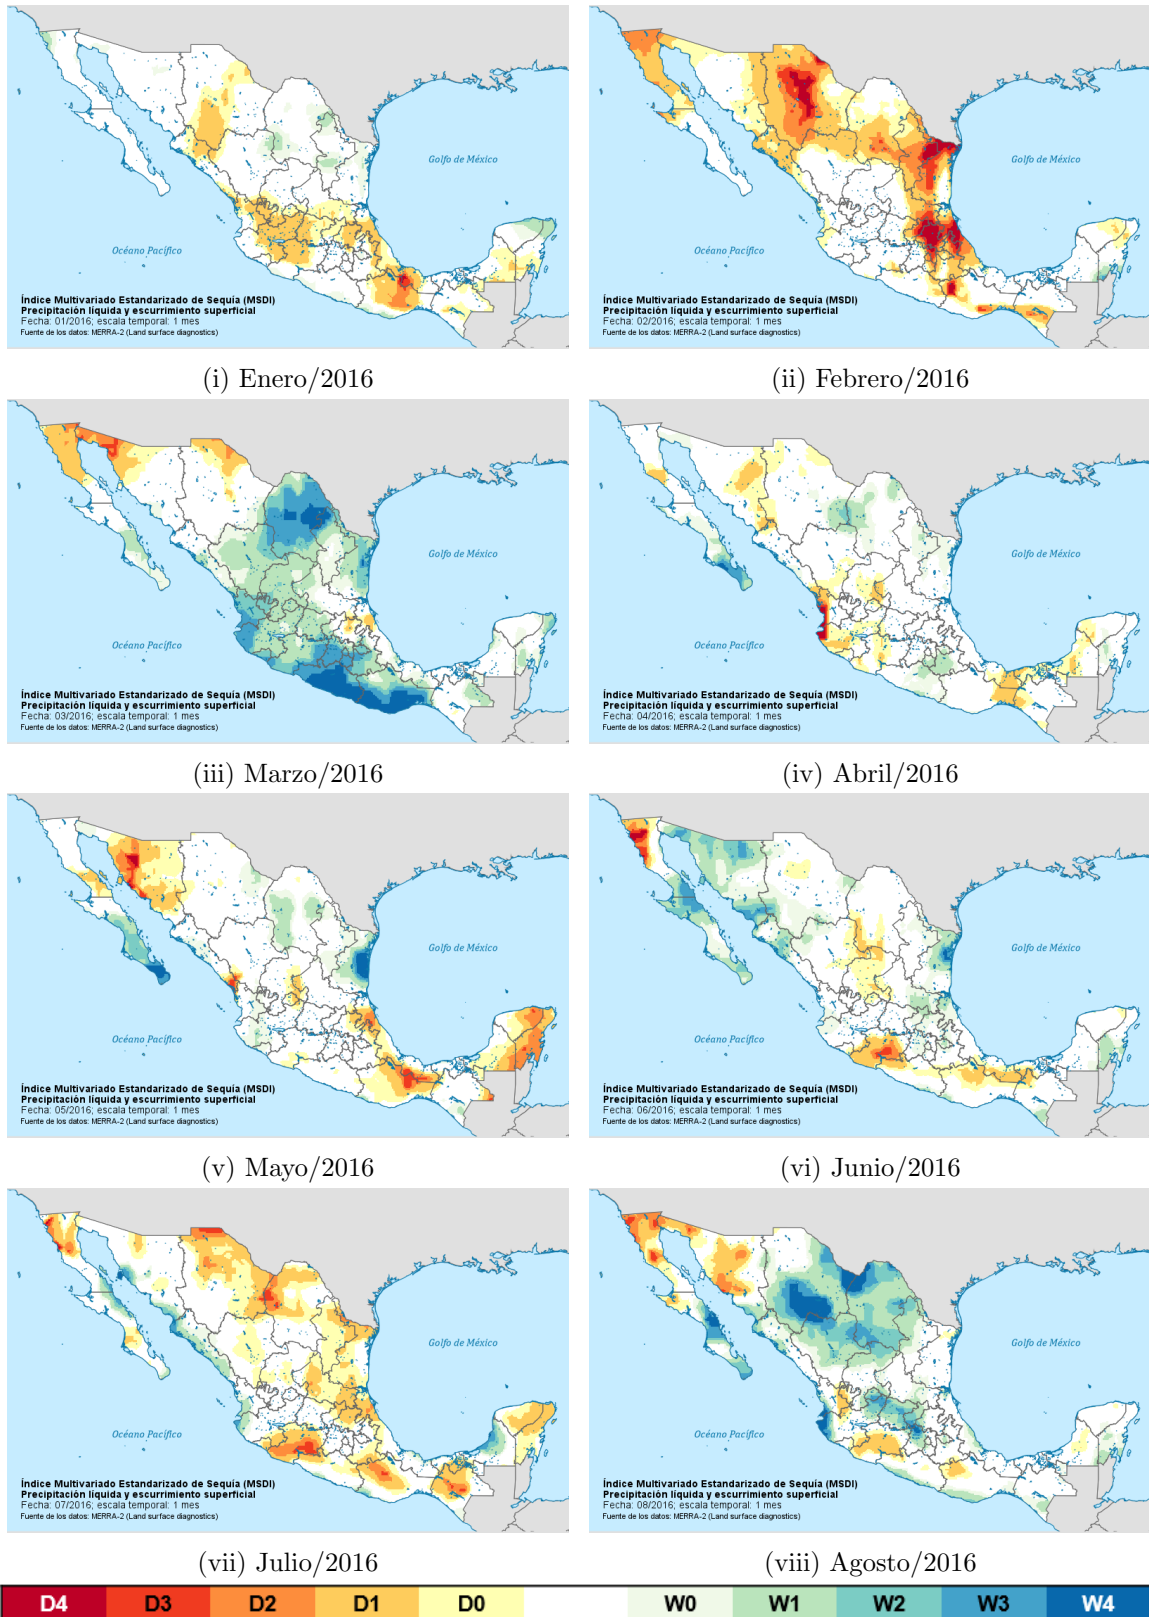 Golfo de México
Océano Pacífico
Índice Multivariado Estandarizado de Sequía (MSDI)
Precipitación líquida y escurrimiento superficial
Fecha: 01/2016; escala temporal: 1 mes
Fuente de los datos: MERRA-2 (Land surface diagnostics)
(i) Enero/2016
Golfo de México
Océano Pacífico
Índice Multivariado Estandarizado de Sequía (MSDI)
Precipitación líquida y escurrimiento superficial
Fecha: 02/2016; escala temporal: 1 mes
Fuente de los datos: MERRA-2 (Land surface diagnostics)
(ii) Febrero/2016
Golfo de México
Océano Pacífico
Índice Multivariado Estandarizado de Sequía (MSDI)
Precipitación líquida y escurrimiento superficial
Fecha: 03/2016; escala temporal: 1 mes
Fuente de los datos: MERRA-2 (Land surface diagnostics)
(iii) Marzo/2016
Golfo de México
Océano Pacífico
Índice Multivariado Estandarizado de Sequía (MSDI)
Precipitación líquida y escurrimiento superficial
Fecha: 04/2016; escala temporal: 1 mes
Fuente de los datos: MERRA-2 (Land surface diagnostics)
(iv) Abril/2016
Golfo de México
Océano Pacífico
Índice Multivariado Estandarizado de Sequía (MSDI)
Precipitación líquida y escurrimiento superficial
Fecha: 05/2016; escala temporal: 1 mes
Fuente de los datos: MERRA-2 (Land surface diagnostics)
(v) Mayo/2016
Golfo de México
Océano Pacífico
Índice Multivariado Estandarizado de Sequía (MSDI)
Precipitación líquida y escurrimiento superficial
Fecha: 06/2016; escala temporal: 1 mes
Fuente de los datos: MERRA-2 (Land surface diagnostics)
(vi) Junio/2016
Golfo de México
Océano Pacífico
Índice Multivariado Estandarizado de Sequía (MSDI)
Precipitación líquida y escurrimiento superficial
Fecha: 07/2016; escala temporal: 1 mes
Fuente de los datos: MERRA-2 (Land surface diagnostics)
(vii) Julio/2016
Golfo de México
Océano Pacífico
Índice Multivariado Estandarizado de Sequía (MSDI)
Precipitación líquida y escurrimiento superficial
Fecha: 08/2016; escala temporal: 1 mes
Fuente de los datos: MERRA-2 (Land surface diagnostics)
(viii) Agosto/2016
D4 D3 D2 D1 D0 W0 W1 W2 W3 W4